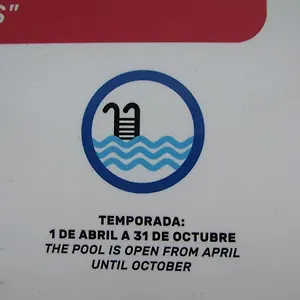 S"
TEMPORADA:
1 DE ABRIL A 31 DE OCTUBRE
THE POOL IS OPEN FROM APRIL
UNTIL OCTOBER